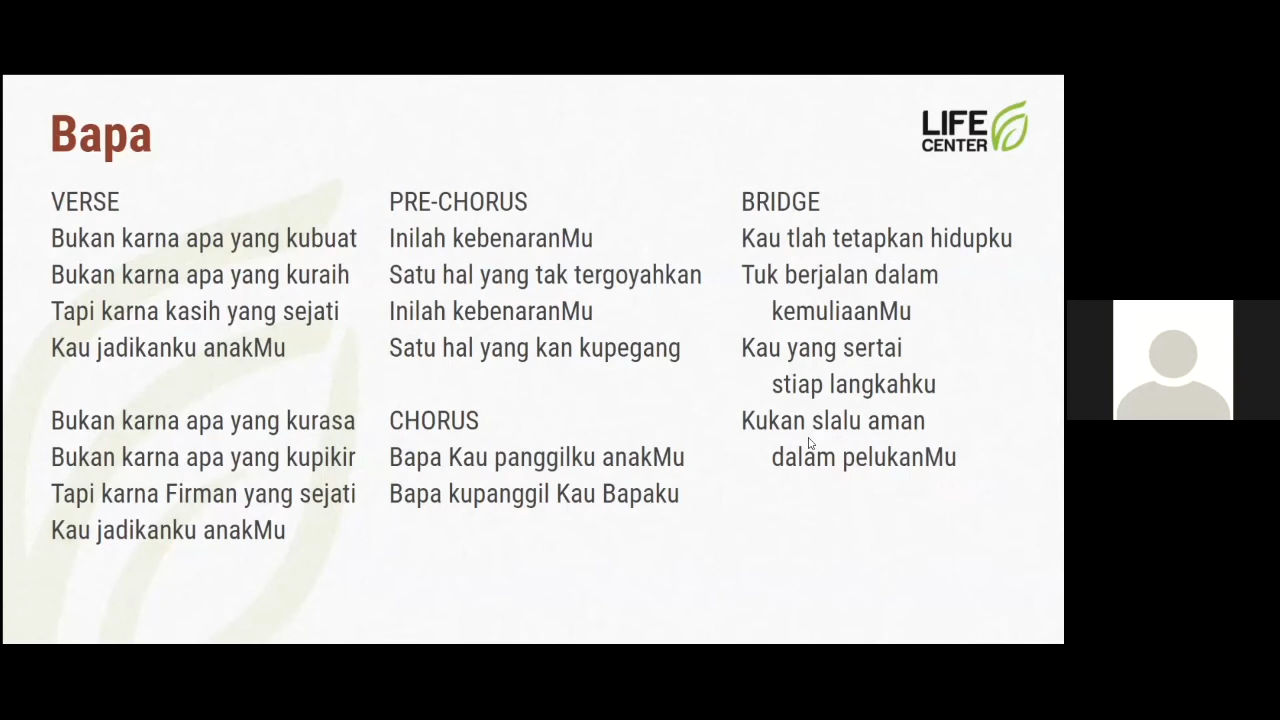 Bapa
LIFE
CENTER
VERSE
Bukan karna apa yang kubuat
Bukan karna apa yang kuraih
Tapi karna kasih yang sejati
Kau jadikanku anakMu
Bukan karna apa yang kurasa
Bukan karna apa yang kupikir
Tapi karna Firman yang sejati
Kau jadikanku anakMu
PRE-CHORUS
Inilah kebenaranMu
Satu hal yang tak tergoyahkan
Inilah kebenaranMu
Satu hal yang kan kupegang
CHORUS
Bapa Kau panggilku anakMu
Bapa kupanggil Kau Bapaku
BRIDGE
Kau tlah tetapkan hidupku
Tuk berjalan dalam
kemuliaanMu
Kau yang sertai
stiap langkahku
Kukan slalu aman
dalam pelukanMu